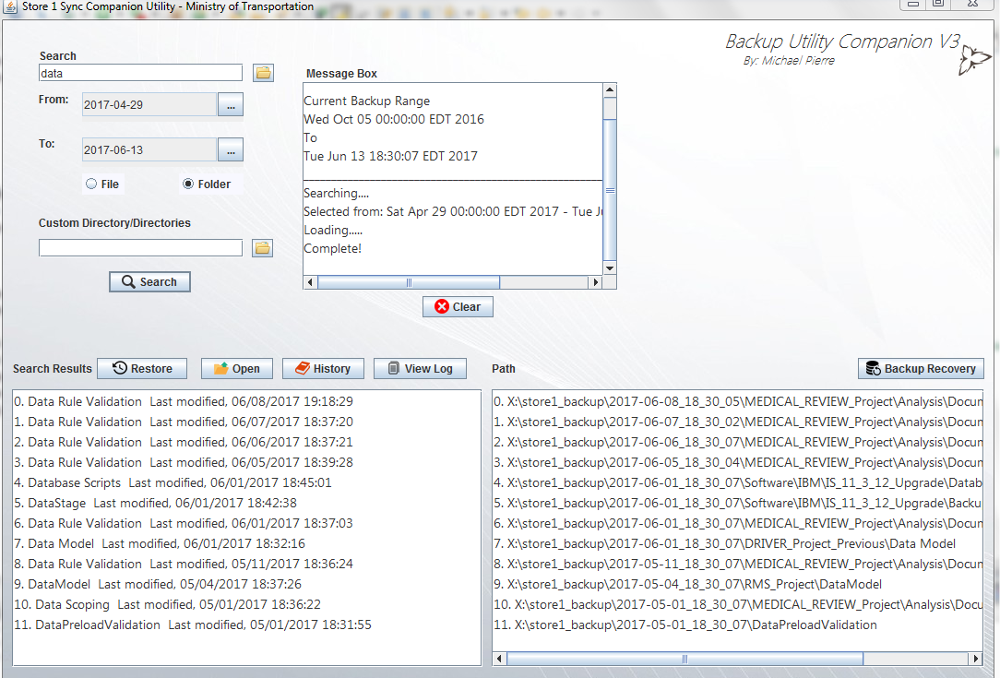 Store 1 Sync Companion Utility - Ministry of Transportation
Backup Utility Companion V3
By: Michael Pierre
Search
data
From:
2017-04-29
...
To:
2017-06-13
...
File
Folder
Custom Directory/Directories
Search
Message Box
Current Backup Range
Wed Oct 05 00:00:00 EDT 2016
To
Tue Jun 13 18:30:07 EDT 2017
Searching....
Selected from: Sat Apr 29 00:00:00 EDT 2017 - Tue
Loading.....
Complete!
Clear
Search Results
Restore
Open
History
View Log
Path
Backup Recovery
0. Data Rule Validation Last modified, 06/08/2017 19:18:29
1. Data Rule Validation Last modified, 06/07/2017 18:37:20
2. Data Rule Validation Last modified, 06/06/2017 18:37:21
3. Data Rule Validation Last modified, 06/05/2017 18:39:28
4. Database Scripts Last modified, 06/01/2017 18:45:01
5. DataStage Last modified, 06/01/2017 18:42:38
6. Data Rule Validation Last modified, 06/01/2017 18:37:03
7. Data Model Last modified, 06/01/2017 18:32:16
8. Data Rule Validation Last modified, 05/11/2017 18:36:24
9. DataModel Last modified, 05/04/2017 18:37:26
10. Data Scoping Last modified, 05/01/2017 18:36:22
11. DataPreloadValidation Last modified, 05/01/2017 18:31:55
0. X:\store1_backup\2017-06-08_18_30_05\MEDICAL_REVIEW_Project\Analysis\Docum
1. X:\store1_backup\2017-06-07_18_30_02\MEDICAL_REVIEW_Project\Analysis\Docum
2. X:\store1_backup\2017-06-06_18_30_07\MEDICAL_REVIEW_Project\Analysis\Docum
3. X:\store1_backup\2017-06-05_18_30_04\MEDICAL_REVIEW_Project\Analysis\Docum
4. X:\store1_backup\2017-06-01_18_30_07\Software\IBM\IS_11_3_12_Upgrade\Datab
5. X:\store1_backup\2017-06-01_18_30_07\Software\IBM\IS_11_3_12_Upgrade\Backu
6. X:\store1_backup\2017-06-01_18_30_07\MEDICAL_REVIEW_Project\Analysis\Docum
7. X:\store1_backup\2017-06-01_18_30_07\DRIVER_Project_Previous\Data Model
8. X:\store1_backup\2017-05-11_18_30_07\MEDICAL_REVIEW_Project\Analysis\Docum
9. X:\store1_backup\2017-05-04_18_30_07\RMS_Project\DataModel
10. X:\store1_backup\2017-05-01_18_30_07\MEDICAL_REVIEW_Project\Analysis\Docu
11. X:\store1_backup\2017-05-01_18_30_07\DataPreloadValidation